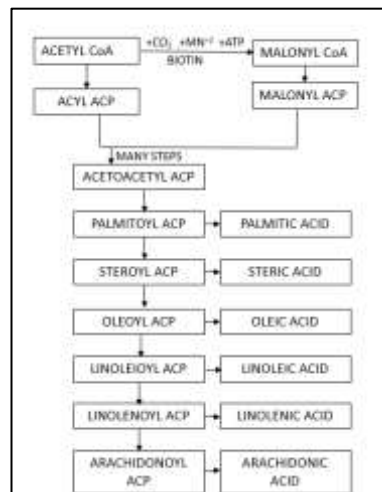 +CO₂ +MN⁺² +ATP
ACETYL CoA
MALONYL CoA
BIOTIN
ACYL ACP
MALONYL ACP
MANY STEPS
ACETOACETYL ACP
PALMITOYL ACP
PALMITIC ACID
STEROYL ACP
STERIC ACID
OLEOYL ACP
OLEIC ACID
LINOLEIOYL ACP
LINOLEIC ACID
LINOLENOYL ACP
LINOLENIC ACID
ARACHIDONOYL
ACP
ARACHIDONIC
ACID